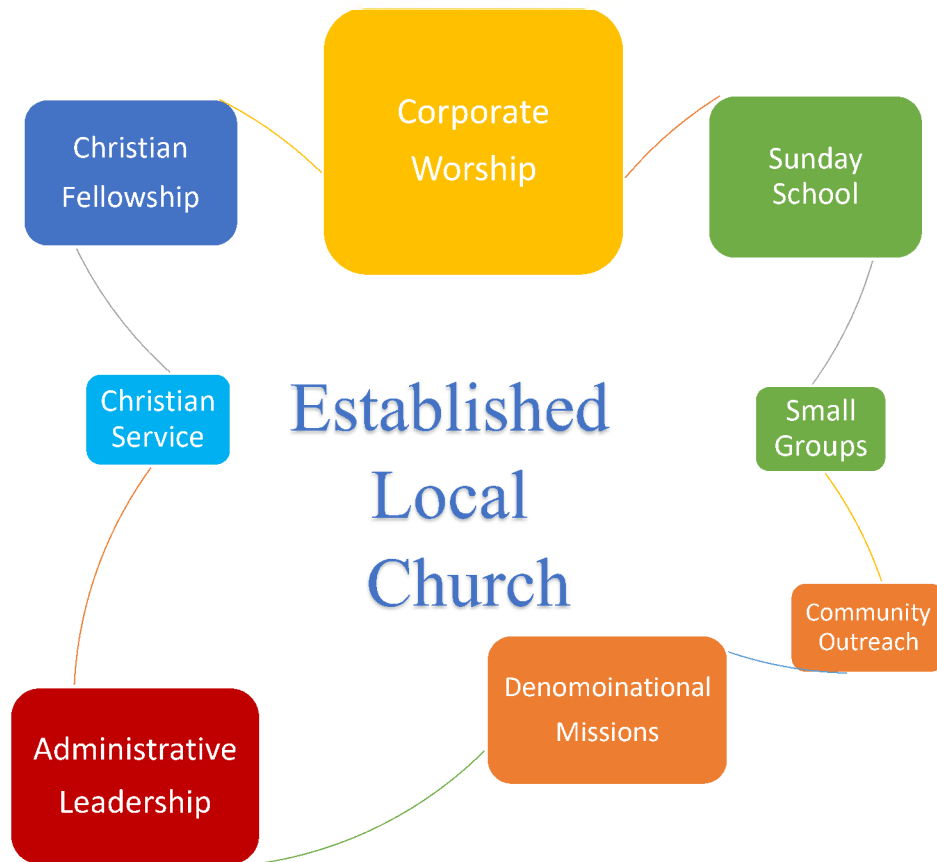 Corporate
Worship
Christian
Fellowship
Sunday
School
Christian
Service
Established
Local
Church
Small
Groups
Community
Outreach
Denomoinational
Missions
Administrative
Leadership